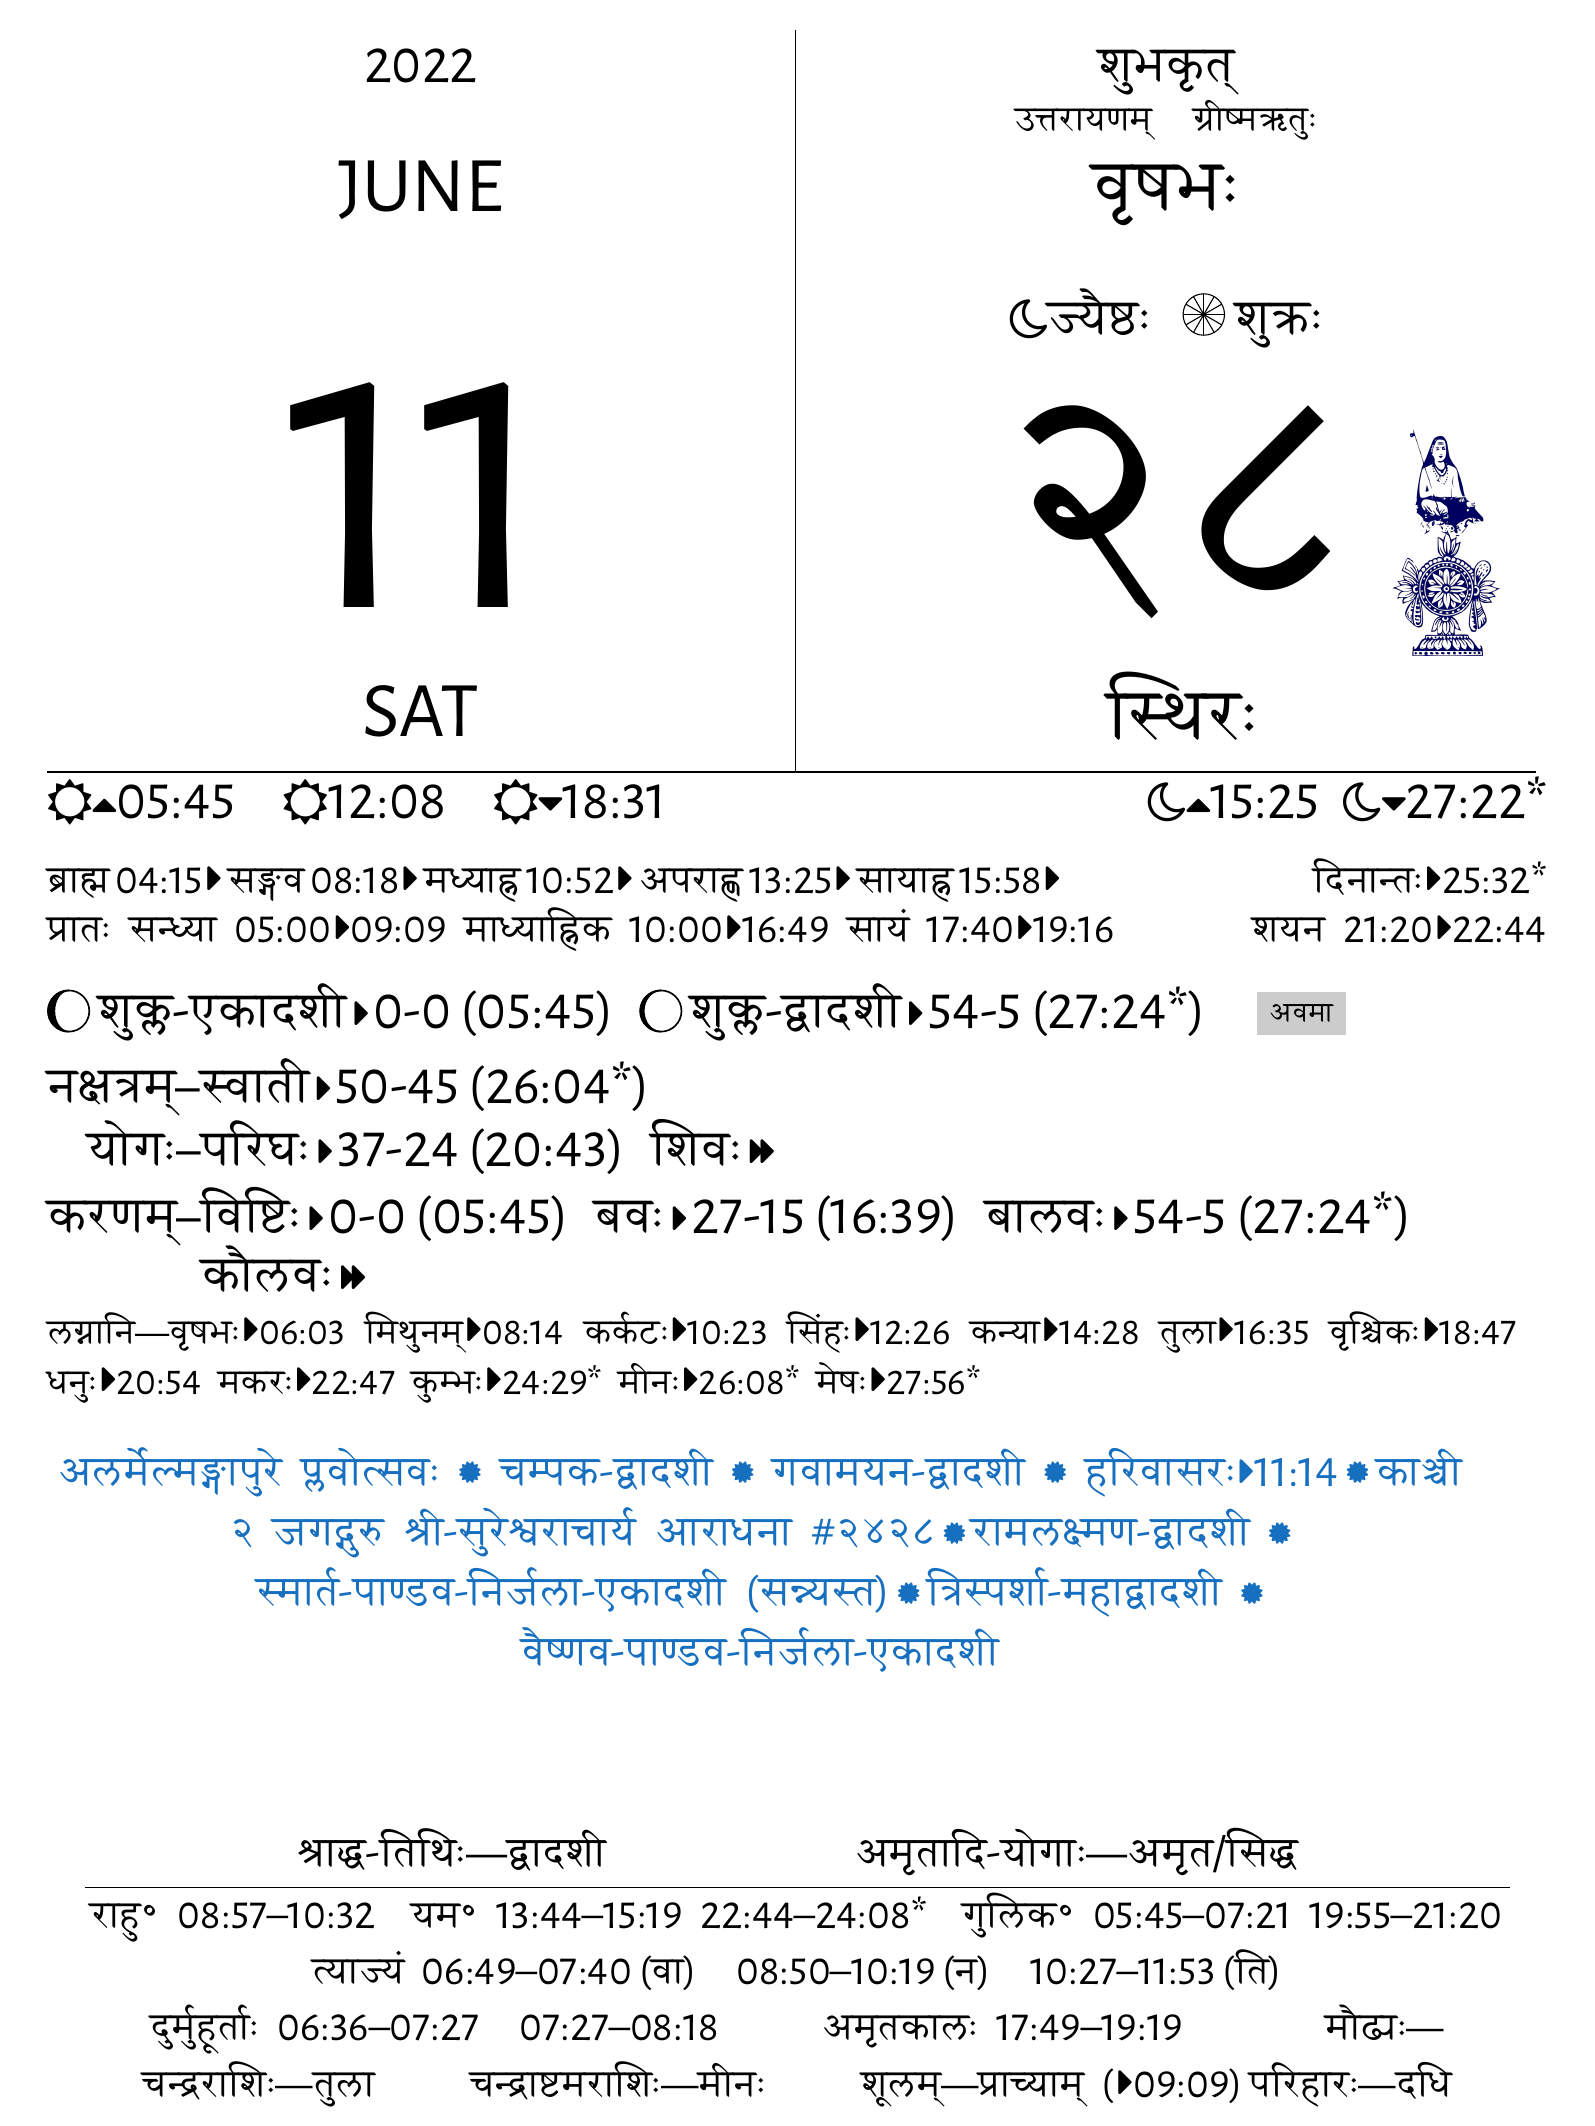 2022
JUNE
11
SAT
शुभकृत्
उत्तरायणम् ग्रीष्मऋतुः
वृषभः
ज्यैष्ठः शुक्रः
२८
स्थिरः
05:45 12:08 18:31 15:25 27:22*
ब्राह्म 04:15 सङ्गव 08:18 मध्याह्न 10:52 अपराह्ण 13:25 सायाह्न 15:58 दिनान्तः 25:32*
प्रातः सन्ध्या 05:00 09:09 माध्याह्निक 10:00 16:49 सायं 17:40 19:16 शयन 21:20 22:44
शुक्ल-एकादशी 0-0 (05:45) शुक्ल-द्वादशी 54-5 (27:24*) अवमा
नक्षत्रम्–स्वाती 50-45 (26:04*)
योगः–परिघः 37-24 (20:43) शिवः
करणम्–विष्टिः 0-0 (05:45) बवः 27-15 (16:39) बालवः 54-5 (27:24*)
कौलवः
लग्नानि—वृषभः 06:03 मिथुनम् 08:14 कर्कटः 10:23 सिंहः 12:26 कन्या 14:28 तुला 16:35 वृश्चिकः 18:47
धनुः 20:54 मकरः 22:47 कुम्भः 24:29* मीनः 26:08* मेषः 27:56*
अलर्मेल्मङ्गापुरे प्लवोत्सवः ✹ चम्पक-द्वादशी ✹ गवामयन-द्वादशी ✹ हरिवासरः 11:14 ✹ काञ्ची
२ जगद्गुरु श्री-सुरेश्वराचार्य आराधना #२४२८ ✹ रामलक्ष्मण-द्वादशी ✹
स्मार्त-पाण्डव-निर्जला-एकादशी (सन्न्यस्त) ✹ त्रिस्पर्शा-महाद्वादशी ✹
वैष्णव-पाण्डव-निर्जला-एकादशी
श्राद्ध-तिथिः—द्वादशी अमृतादि-योगाः—अमृत/सिद्ध
राहु° 08:57–10:32 यम° 13:44–15:19 22:44–24:08* गुलिक° 05:45–07:21 19:55–21:20
त्याज्यं 06:49–07:40 (वा) 08:50–10:19 (न) 10:27–11:53 (ति)
दुर्मुहूर्ताः 06:36–07:27 07:27–08:18 अमृतकालः 17:49–19:19 मौढ्यः—
चन्द्रराशिः—तुला चन्द्राष्टमराशिः—मीनः शूलम्—प्राच्याम् (09:09) परिहारः—दधि